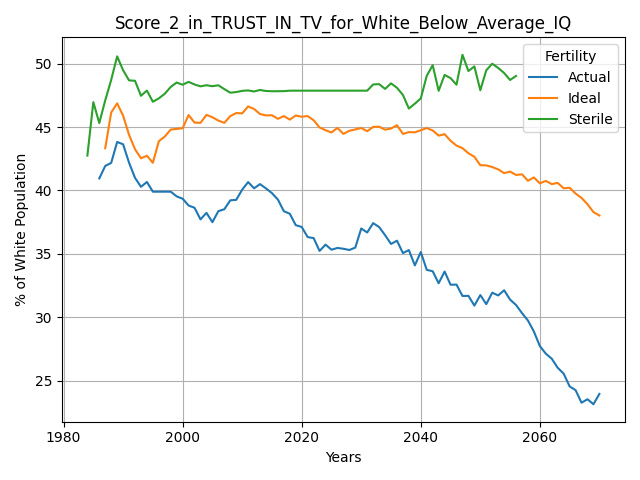 Score_2_in_TRUST_IN_TV_for_White_Below_Average_IQ
Fertility
Actual
Ideal
Sterile
% of White Population
50
45
40
35
30
25
1980
2000
2020
2040
2060
Years